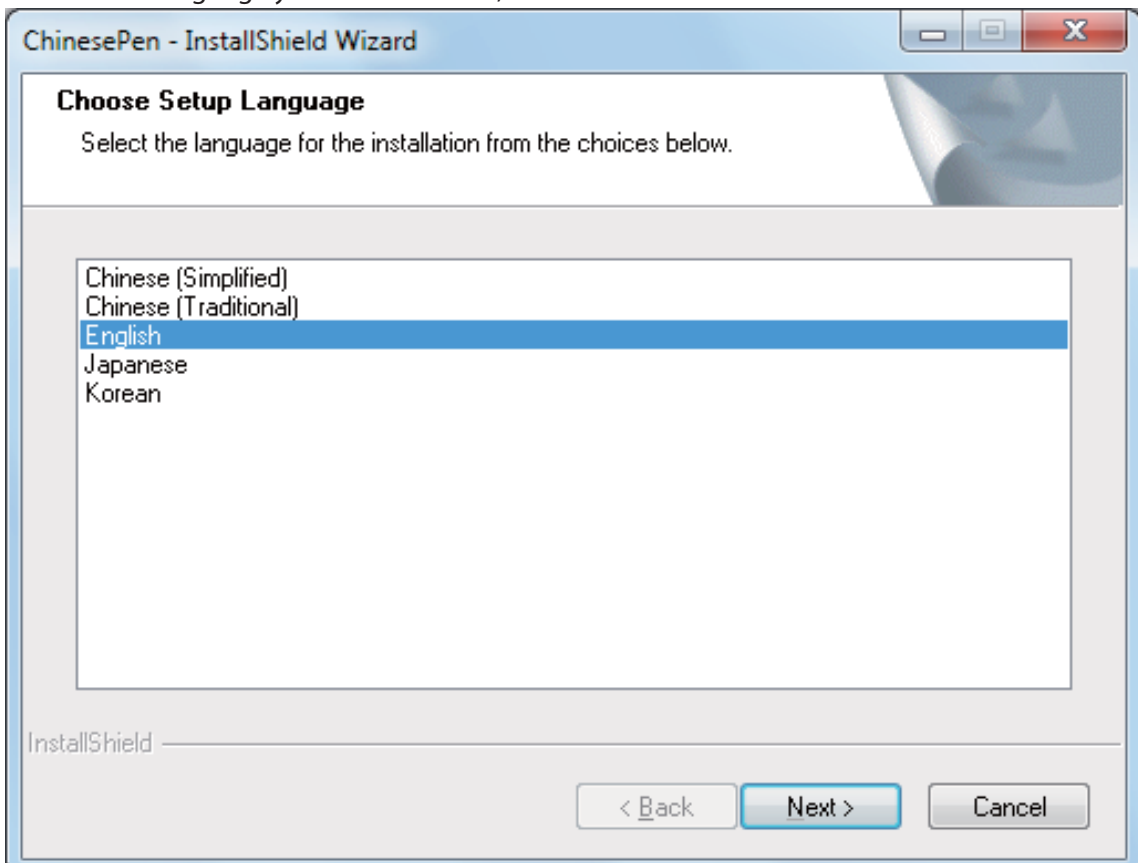 ChinesePen - InstallShield Wizard
Choose Setup Language
Select the language for the installation from the choices below.
Chinese (Simplified)
Chinese (Traditional)
English
Japanese
Korean
InstallShield
< Back Next > Cancel